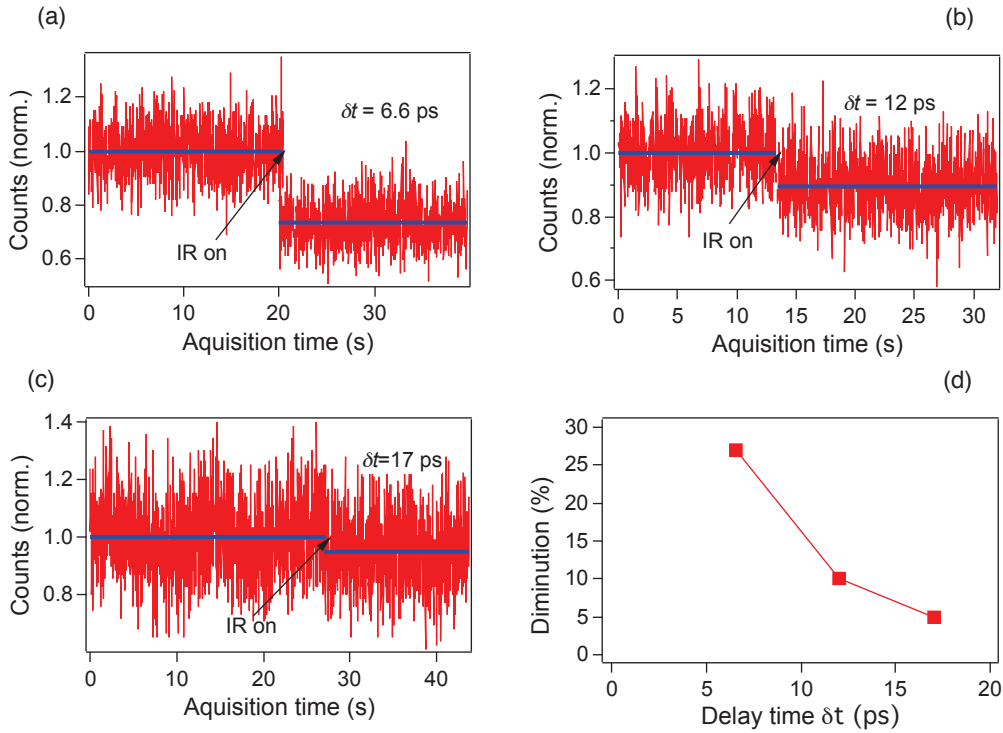 (a)
Counts (norm.)
1.2
1.0
0.8
0.6
δt = 6.6 ps
IR on
0 10 20 30
Aquisition time (s)
(b)
Counts (norm.)
1.2
1.0
0.8
0.6
δt = 12 ps
IR on
0 5 10 15 20 25 30
Aquisition time (s)
(c)
Counts (norm.)
1.4
1.2
1.0
0.8
δt=17 ps
IR on
0 10 20 30 40
Aquisition time (s)
(d)
Diminution (%)
30
25
20
15
10
5
0
0 5 10 15 20
Delay time δt (ps)